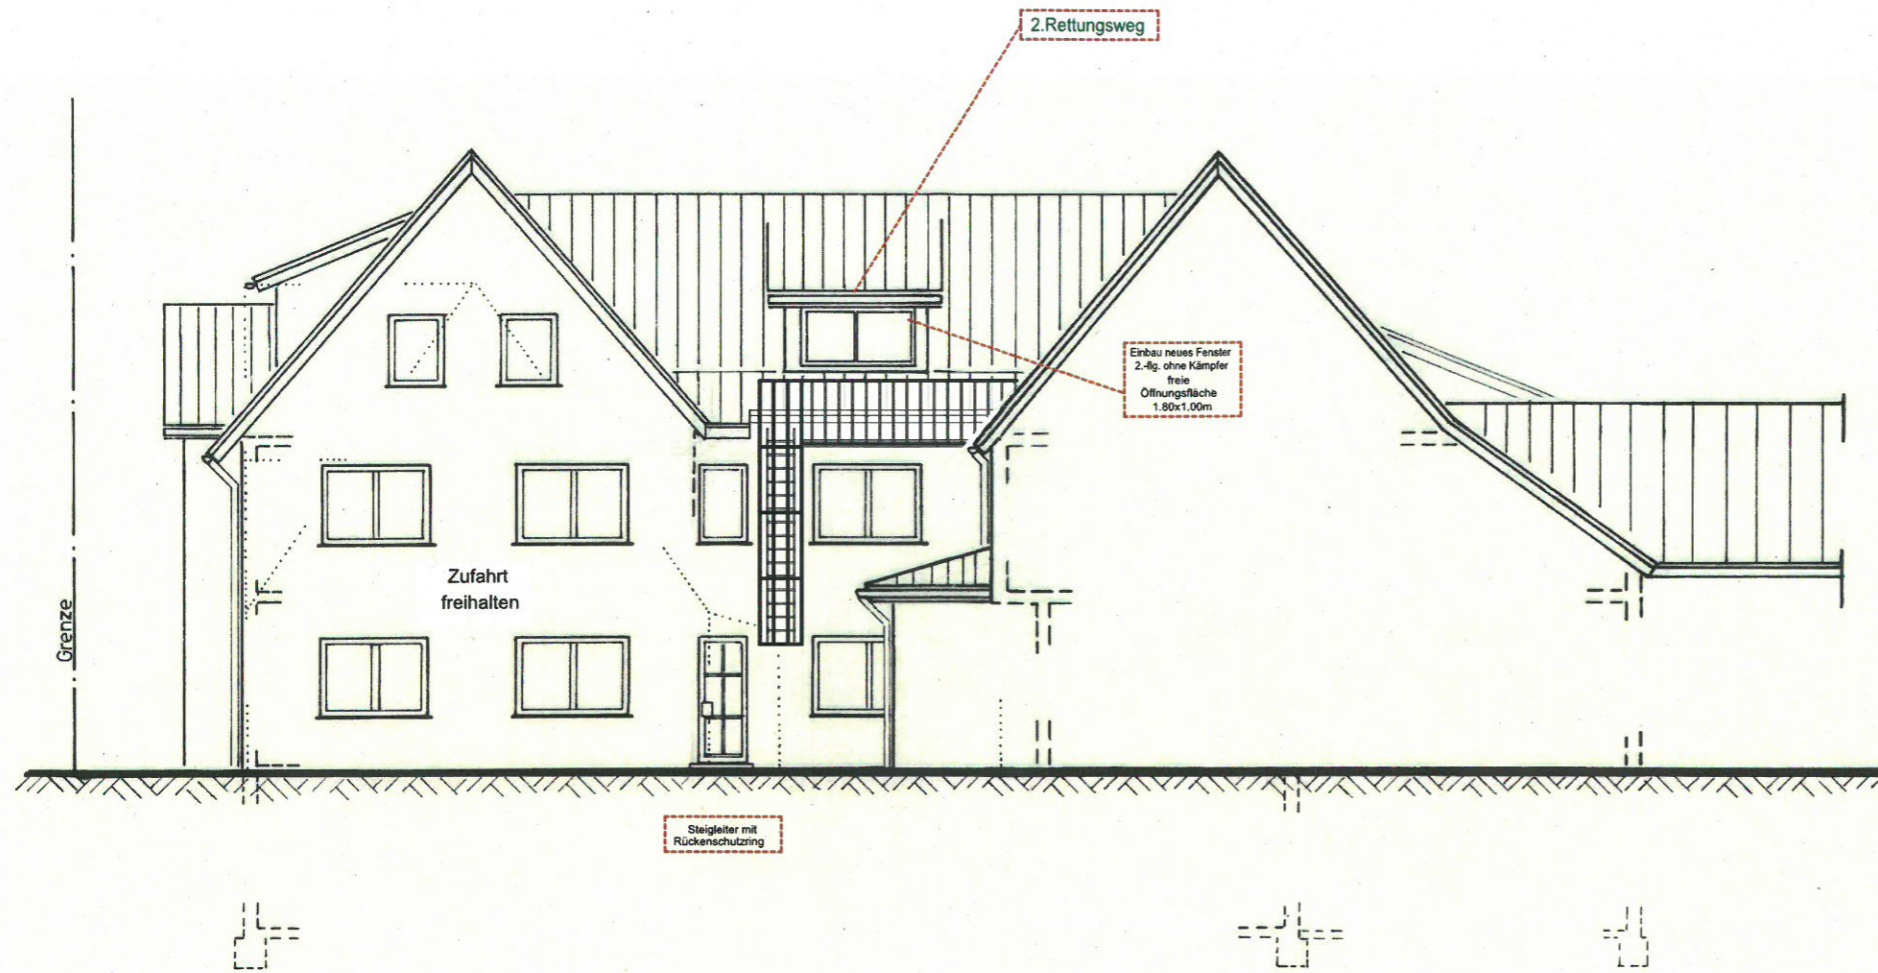 2.Rettungsweg
Einbau neues Fenster
2.-flg. ohne Kämpfer
freie
Öffnungsfläche
1.80x1.00m
Zufahrt
freihalten
Grenze
Steigleiter mit
Rückenschutzring